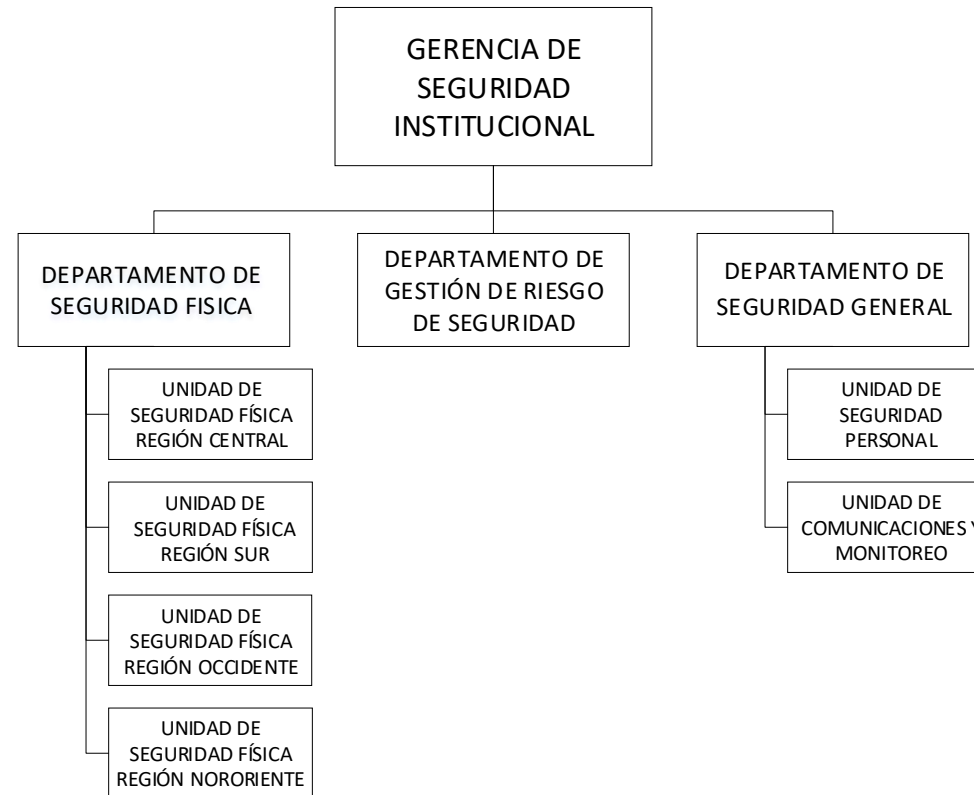 GERENCIA DE
SEGURIDAD
INSTITUCIONAL
DEPARTAMENTO DE
SEGURIDAD FISICA
DEPARTAMENTO DE
GESTIÓN DE RIESGO
DE SEGURIDAD
DEPARTAMENTO DE
SEGURIDAD GENERAL
UNIDAD DE
SEGURIDAD FÍSICA
REGIÓN CENTRAL
UNIDAD DE
SEGURIDAD FÍSICA
REGIÓN SUR
UNIDAD DE
SEGURIDAD FÍSICA
REGIÓN OCCIDENTE
UNIDAD DE
SEGURIDAD FÍSICA
REGIÓN NORORIENTE
UNIDAD DE
SEGURIDAD
PERSONAL
UNIDAD DE
COMUNICACIONES Y
MONITOREO